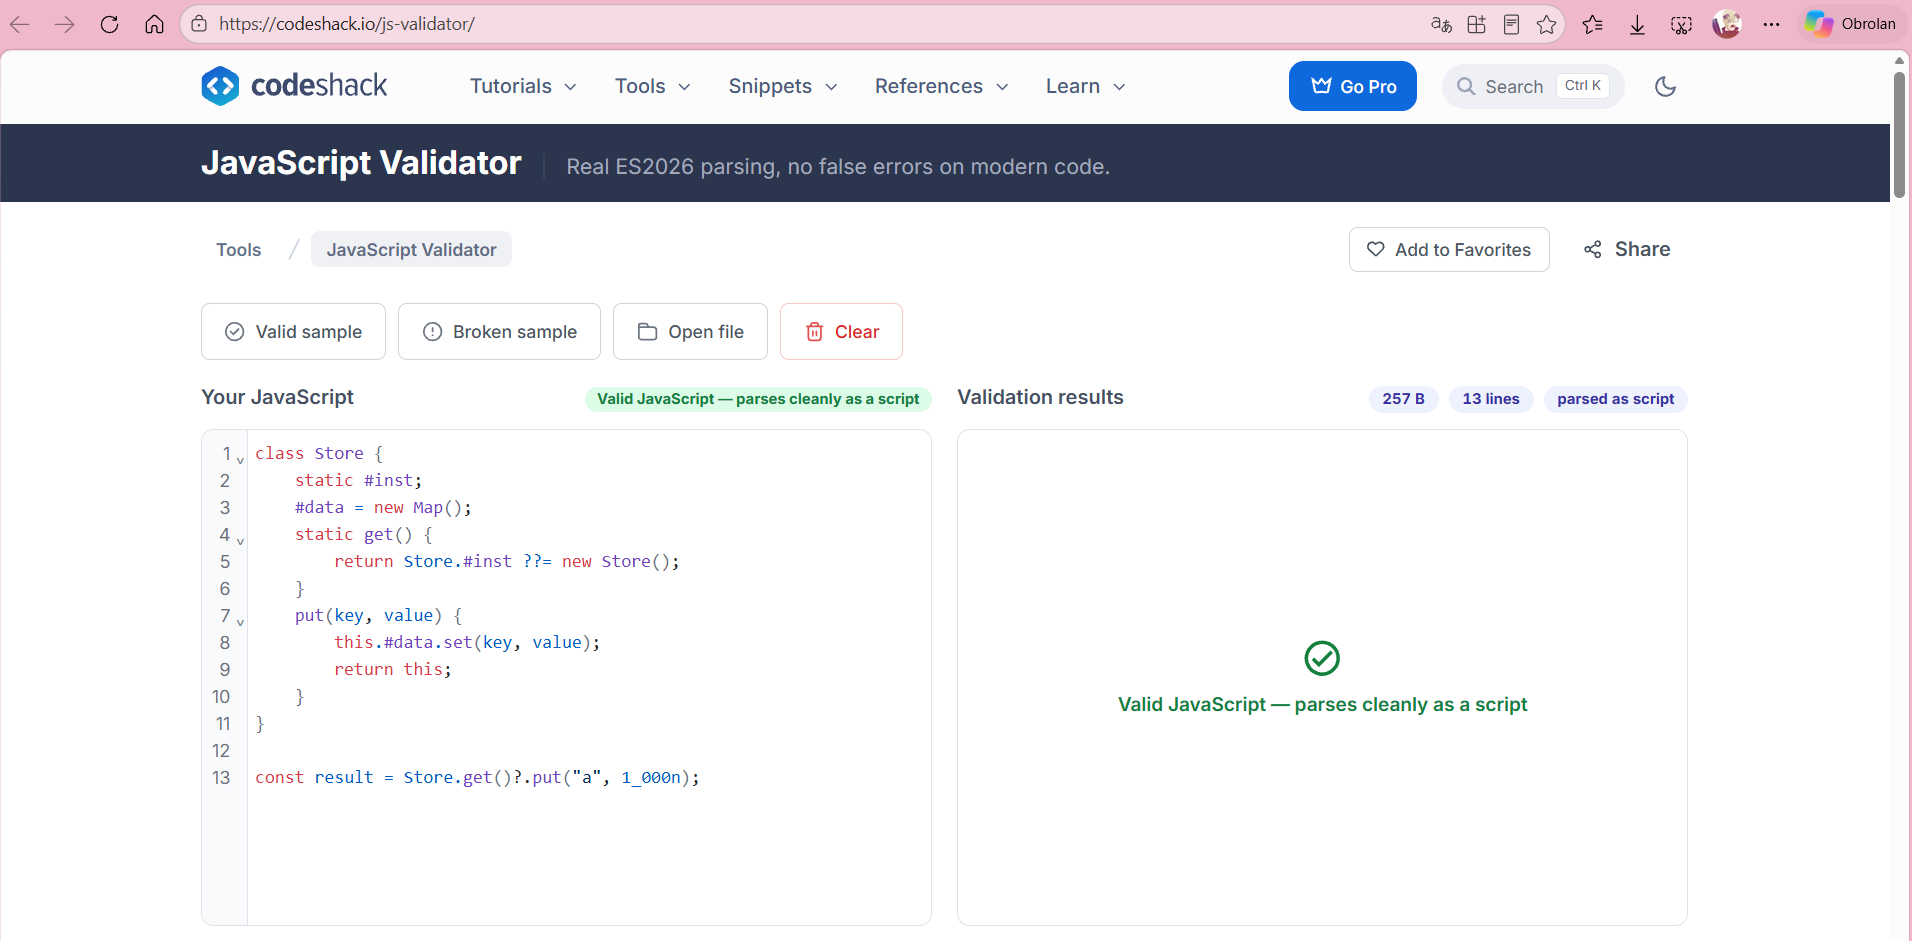 https://codeshack.io/js-validator/
Obrolan
codeshack
Tutorials
Tools
Snippets
References
Learn
Go Pro
Search
Ctrl K
JavaScript Validator
Real ES2026 parsing, no false errors on modern code.
Tools / JavaScript Validator
Add to Favorites
Share
Valid sample
Broken sample
Open file
Clear
Your JavaScript
Valid JavaScript — parses cleanly as a script
1 class Store {
2     static #inst;
3     #data = new Map();
4     static get() {
5         return Store.#inst ??= new Store();
6     }
7     put(key, value) {
8         this.#data.set(key, value);
9         return this;
10     }
11 }
12
13 const result = Store.get()?.put("a", 1_000n);
Validation results
257 B
13 lines
parsed as script
Valid JavaScript — parses cleanly as a script